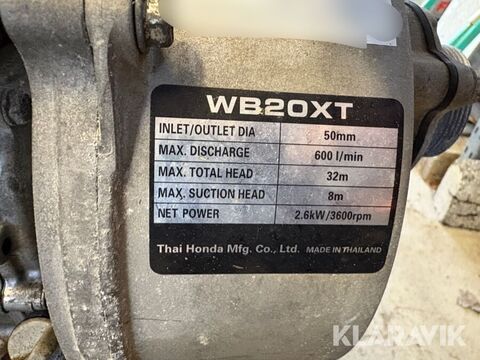 WB20XT
INLET/OUTLET DIA 50mm
MAX. DISCHARGE 600 l/min
MAX. TOTAL HEAD 32m
MAX. SUCTION HEAD 8m
NET POWER 2.6kW/3600rpm
Thai Honda Mfg. Co., Ltd. MADE IN THAILAND
KLARAVIK